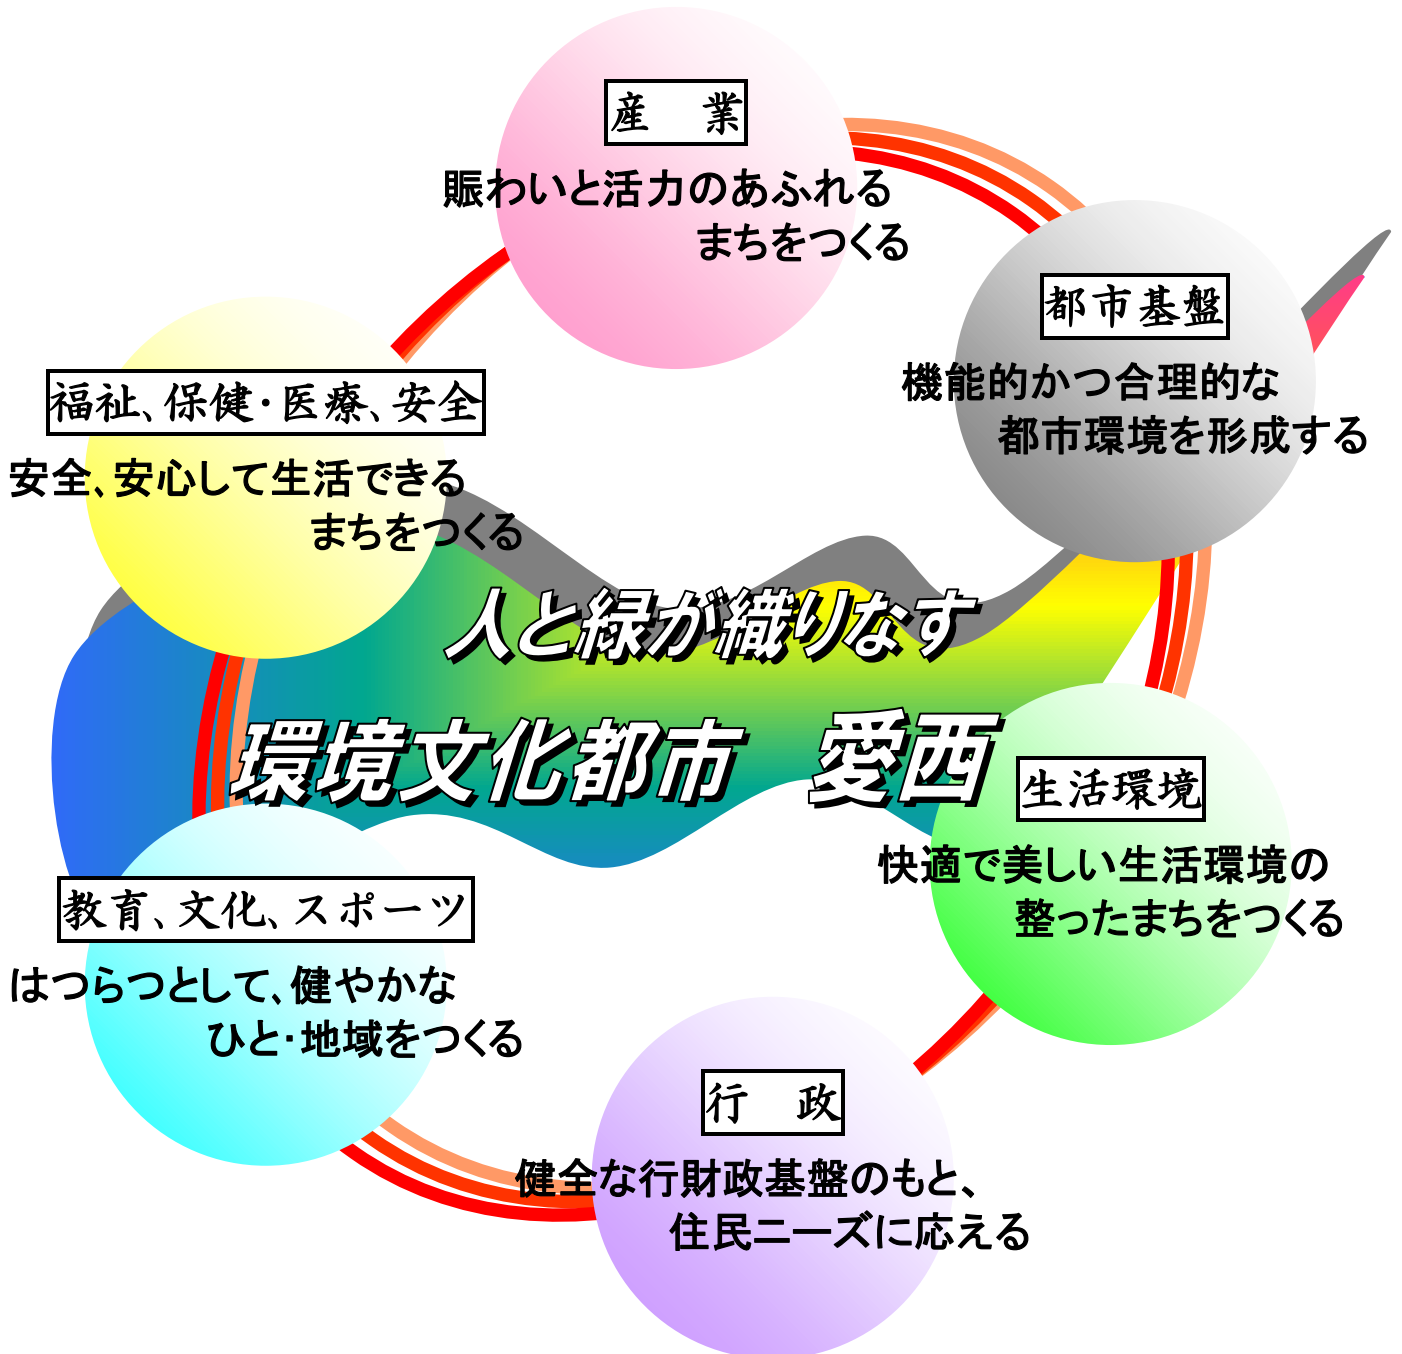 産　業
賑わいと活力のあふれる
まちをつくる
都市基盤
機能的かつ合理的な
都市環境を形成する
福祉、保健・医療、安全
安全、安心して生活できる
まちをつくる
人と緑が織りなす
環境文化都市　愛西
生活環境
快適で美しい生活環境の
整ったまちをつくる
教育、文化、スポーツ
はつらつとして、健やかな
ひと・地域をつくる
行　政
健全な行財政基盤のもと、
住民ニーズに応える